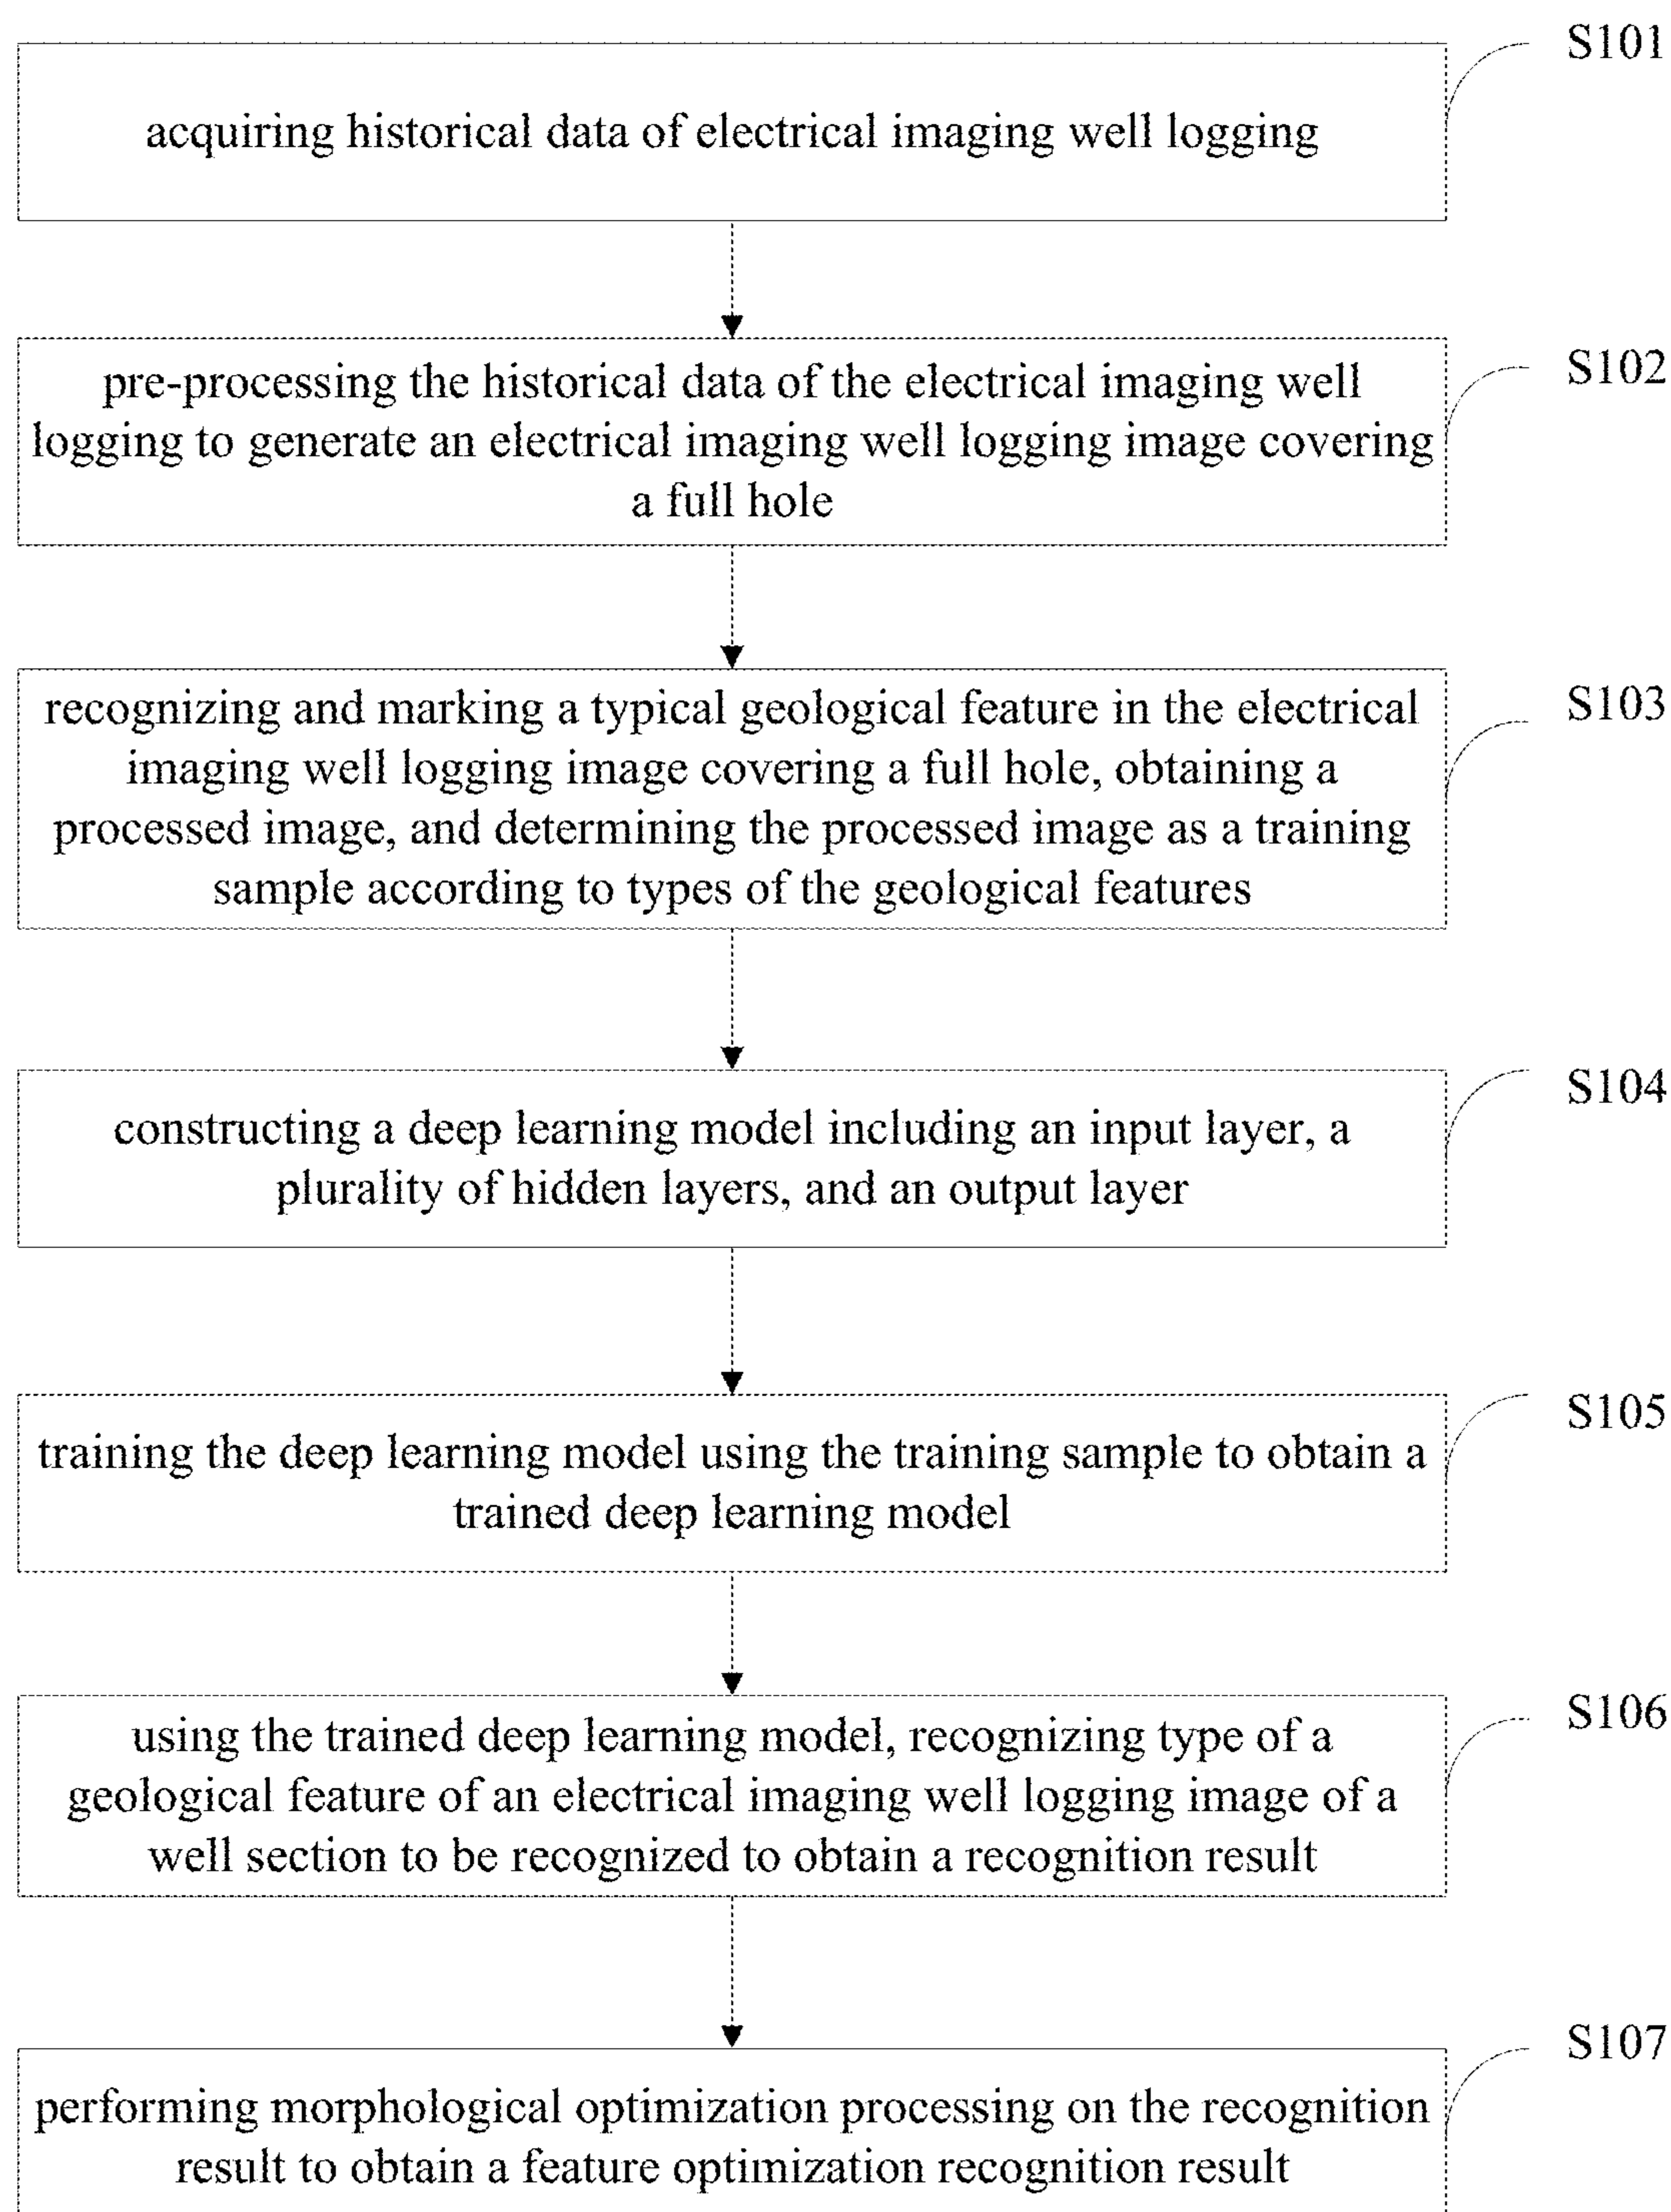 S101
acquiring historical data of electrical imaging well logging
S102
pre-processing the historical data of the electrical imaging well
logging to generate an electrical imaging well logging image covering
a full hole
S103
recognizing and marking a typical geological feature in the electrical
imaging well logging image covering a full hole, obtaining a
processed image, and determining the processed image as a training
sample according to types of the geological features
S104
constructing a deep learning model including an input layer, a
plurality of hidden layers, and an output layer
S105
training the deep learning model using the training sample to obtain a
trained deep learning model
S106
using the trained deep learning model, recognizing type of a
geological feature of an electrical imaging well logging image of a
well section to be recognized to obtain a recognition result
S107
performing morphological optimization processing on the recognition
result to obtain a feature optimization recognition result